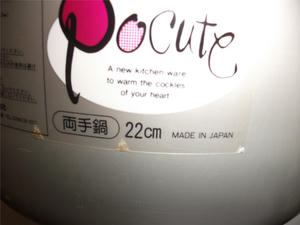 Pocute
A new kitchen ware
to warm the cockles
of your heart
両手鍋 22cm MADE IN JAPAN